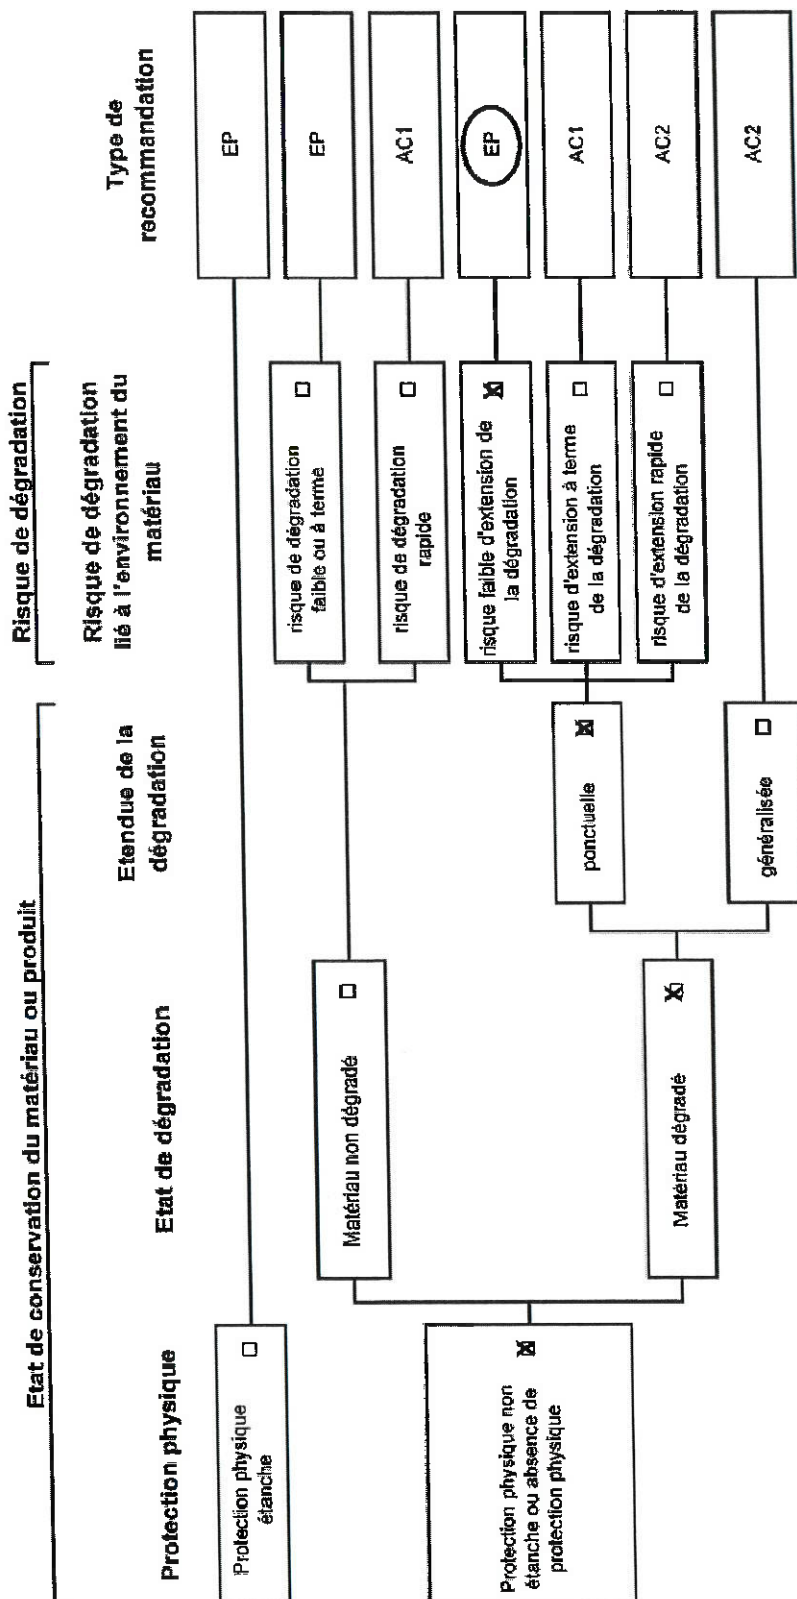 Etat de conservation du matériau ou produit
Risque de dégradation
Protection physique
Etat de dégradation
Etendue de la
dégradation
Risque de dégradation
lié à l'environnement du
matériau
Type de
recommandation
Protection physique
étanche
EP
Matériau non dégradé
risque de dégradation
faible ou à terme
EP
risque de dégradation
rapide
AC1
Protection physique non
étanche ou absence de
protection physique
Matériau dégradé
ponctuelle
risque faible d'extension de
la dégradation
EP
risque d'extension à terme
de la dégradation
AC1
risque d'extension rapide
de la dégradation
AC2
généralisée
AC2